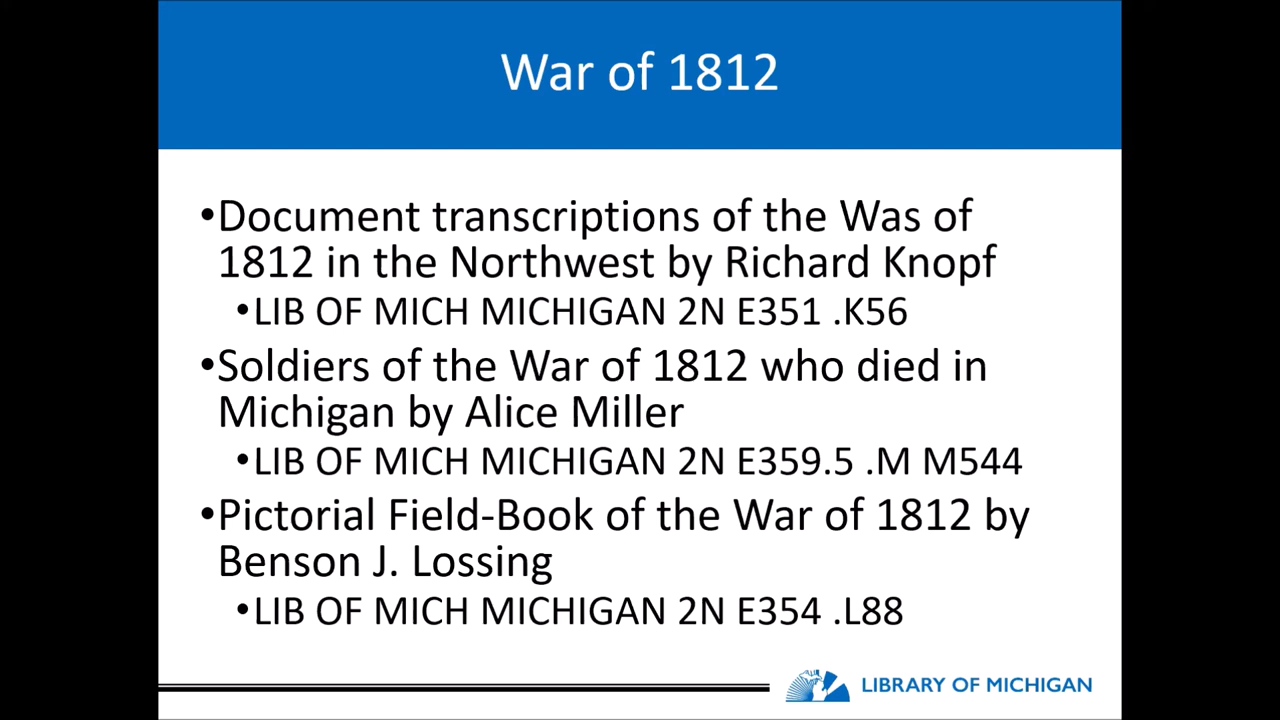 War of 1812
•Document transcriptions of the Was of
1812 in the Northwest by Richard Knopf
•LIB OF MICH MICHIGAN 2N E351 .K56
•Soldiers of the War of 1812 who died in
Michigan by Alice Miller
•LIB OF MICH MICHIGAN 2N E359.5 .M M544
•Pictorial Field-Book of the War of 1812 by
Benson J. Lossing
•LIB OF MICH MICHIGAN 2N E354 .L88
LIBRARY OF MICHIGAN